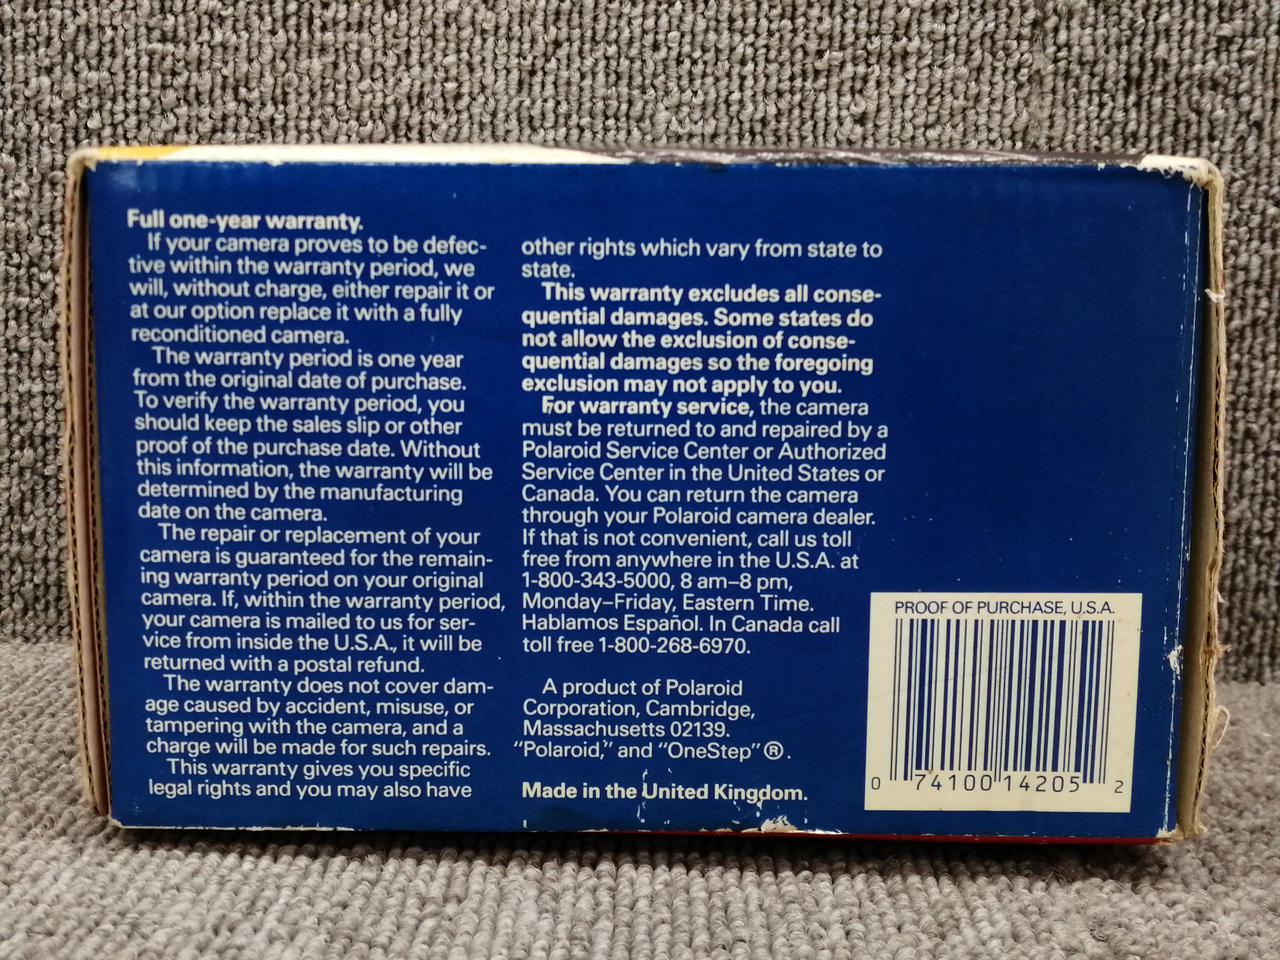 Full one-year warranty.
If your camera proves to be defec-
tive within the warranty period, we
will, without charge, either repair it or
at our option replace it with a fully
reconditioned camera.
The warranty period is one year
from the original date of purchase.
To verify the warranty period, you
should keep the sales slip or other
proof of the purchase date. Without
this information, the warranty will be
determined by the manufacturing
date on the camera.
The repair or replacement of your
camera is guaranteed for the remain-
ing warranty period on your original
camera. If, within the warranty period,
your camera is mailed to us for ser-
vice from inside the U.S.A., it will be
returned with a postal refund.
The warranty does not cover dam-
age caused by accident, misuse, or
tampering with the camera, and a
charge will be made for such repairs.
This warranty gives you specific
legal rights and you may also have
other rights which vary from state to
state.
This warranty excludes all conse-
quential damages. Some states do
not allow the exclusion of conse-
quential damages so the foregoing
exclusion may not apply to you.
For warranty service, the camera
must be returned to and repaired by a
Polaroid Service Center or Authorized
Service Center in the United States or
Canada. You can return the camera
through your Polaroid camera dealer.
If that is not convenient, call us toll
free from anywhere in the U.S.A. at
1-800-343-5000, 8 am–8 pm,
Monday–Friday, Eastern Time.
Hablamos Español. In Canada call
toll free 1-800-268-6970.
A product of Polaroid
Corporation, Cambridge,
Massachusetts 02139.
"Polaroid," and "OneStep" ®.
Made in the United Kingdom.
PROOF OF PURCHASE, U.S.A.
0 74100 14205 2